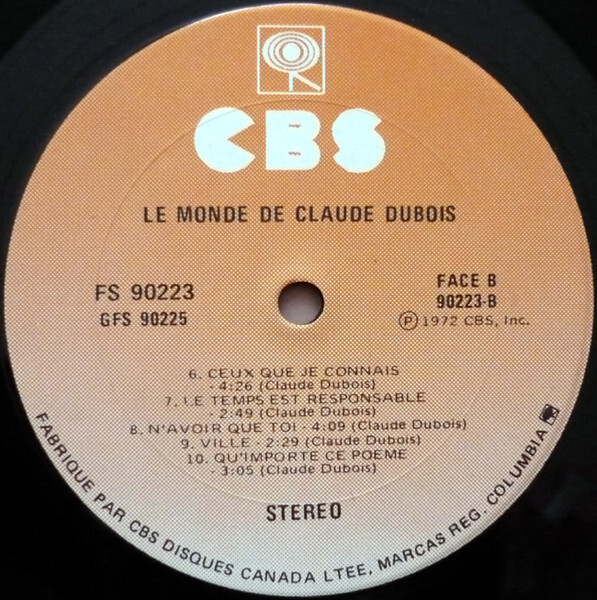 CBS
LE MONDE DE CLAUDE DUBOIS
FS 90223
GFS 90225
FACE B
90223-B
Ⓟ 1972 CBS, Inc.
6. CEUX QUE JE CONNAIS
- 4:26 (Claude Dubois)
7. LE TEMPS EST RESPONSABLE
- 2:49 (Claude Dubois)
8. N'AVOIR QUE TOI - 4:09 (Claude Dubois)
9. VILLE - 2:29 (Claude Dubois)
10. QU'IMPORTE CE POEME
- 3:05 (Claude Dubois)
STEREO
FABRIQUE PAR CBS DISQUES CANADA LTEE, MARCAS REG. COLUMBIA